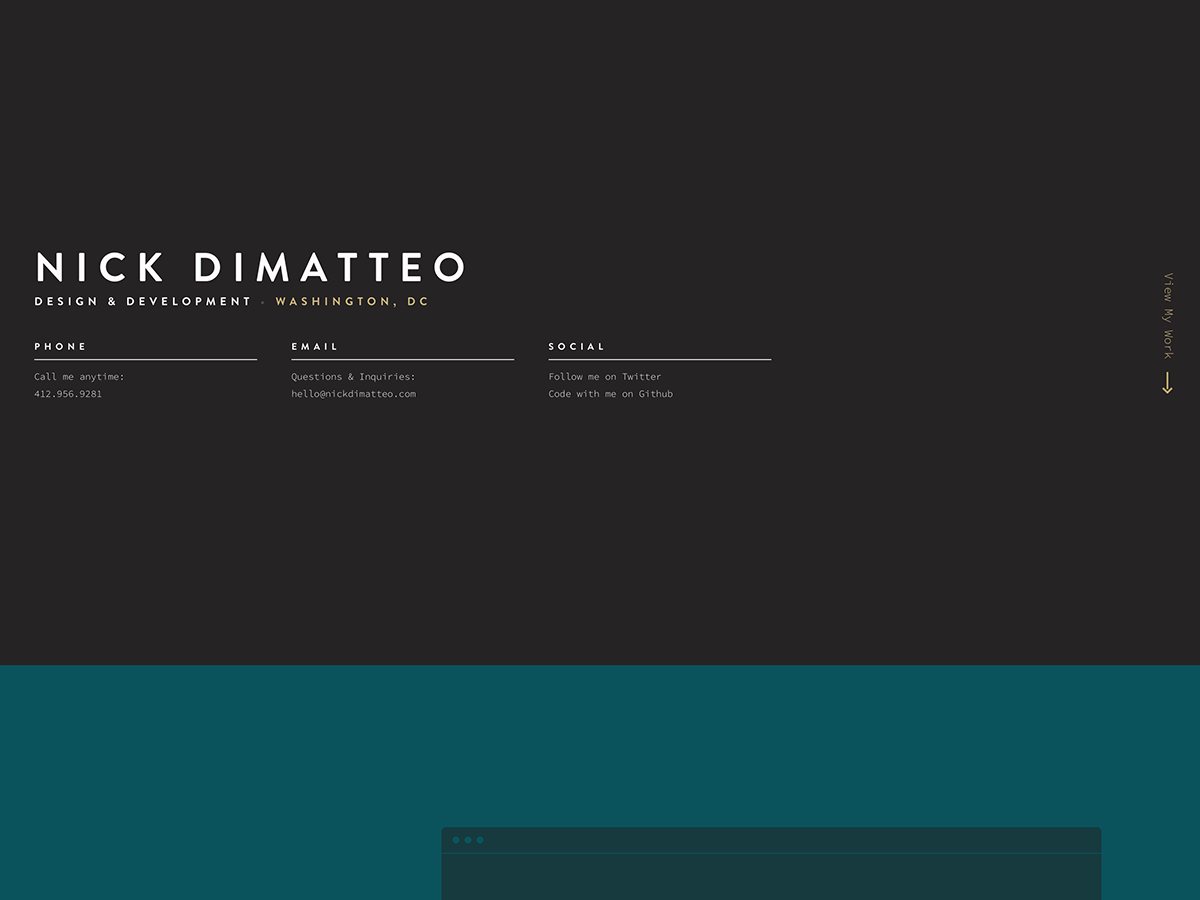 NICK DIMATTEO
DESIGN & DEVELOPMENT • WASHINGTON, DC
PHONE
Call me anytime:
412.956.9281
EMAIL
Questions & Inquiries:
hello@nickdimatteo.com
SOCIAL
Follow me on Twitter
Code with me on Github
View My Work